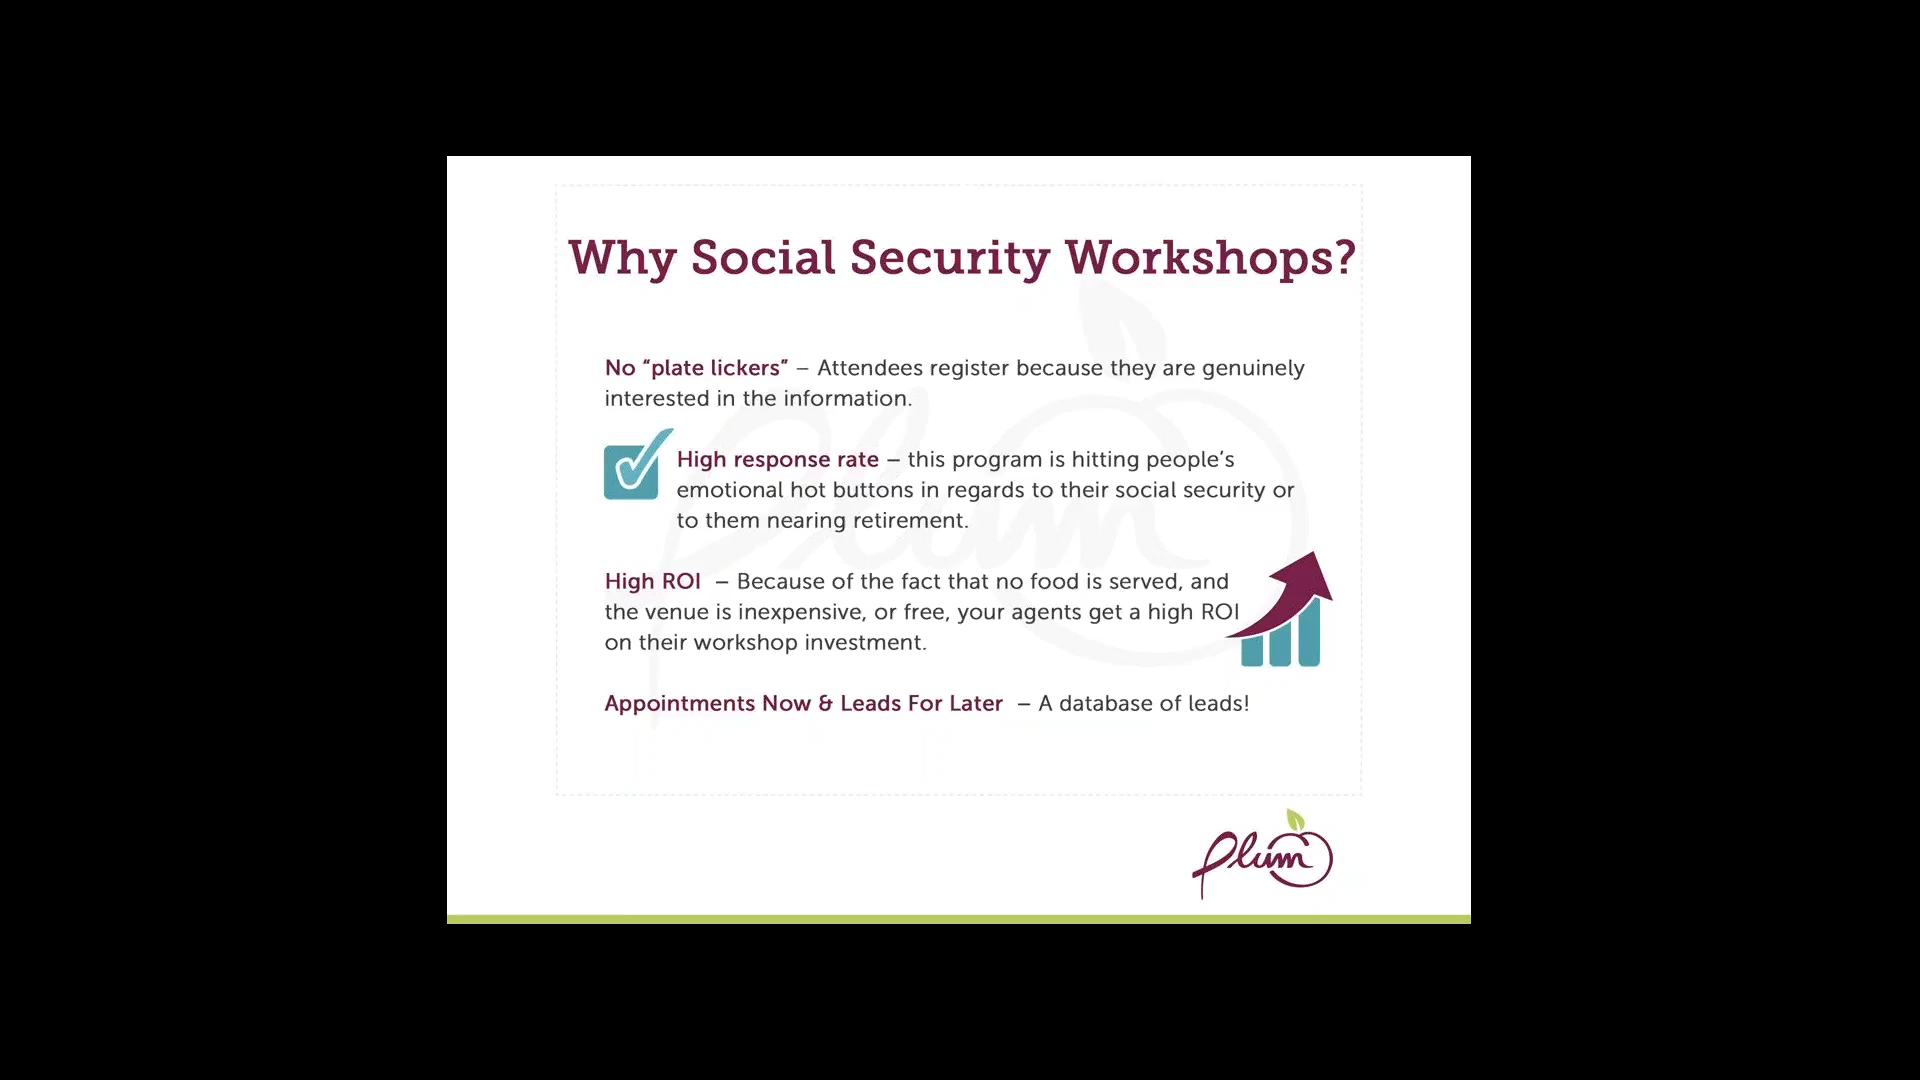 Why Social Security Workshops?
No “plate lickers” – Attendees register because they are genuinely
interested in the information.
High response rate – this program is hitting people’s
emotional hot buttons in regards to their social security or
to them nearing retirement.
High ROI – Because of the fact that no food is served, and
the venue is inexpensive, or free, your agents get a high ROI
on their workshop investment.
Appointments Now & Leads For Later – A database of leads!
plum